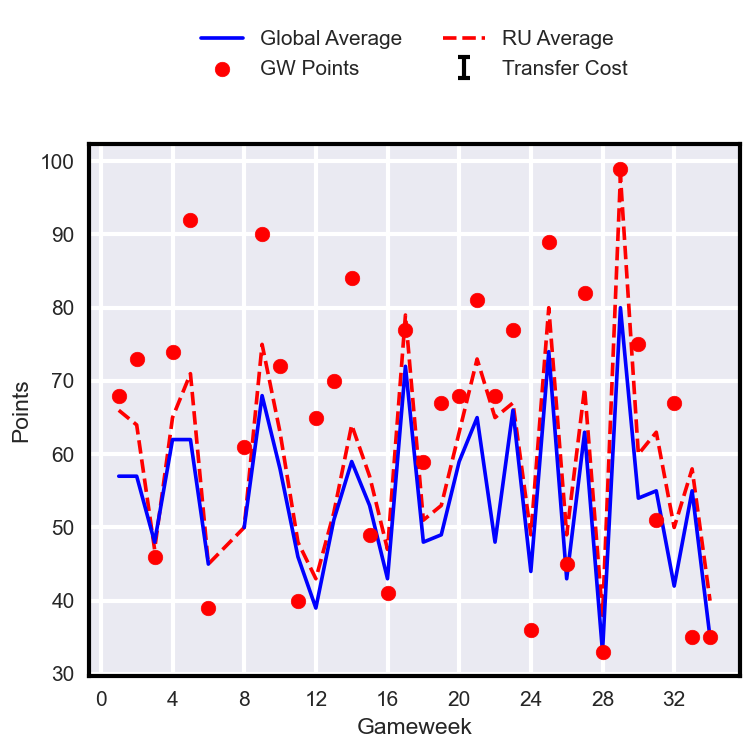 Global Average
RU Average
GW Points
Transfer Cost
100
90
80
70
60
50
40
30
Points
0 4 8 12 16 20 24 28 32
Gameweek